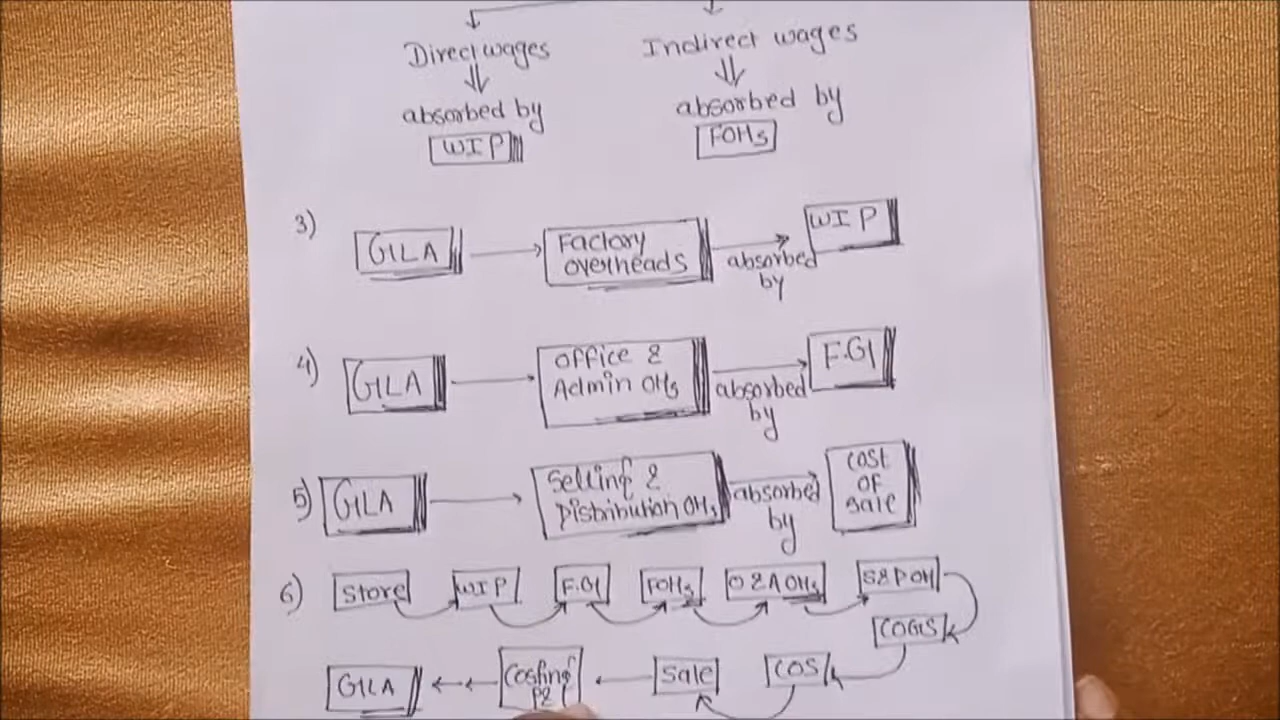 Direct wages Indirect wages
absorbed by absorbed by
WIP FOHs
3) GLA Factory overheads absorbed by WIP
4) GLA Office & Admin OHs absorbed by F.G
5) GLA Selling & Distribution OHs absorbed by Cost OF Sale
6) Store WIP F.G FOHs O & A OHs S & D OH
COGS
GLA Costing P2 Sale COS